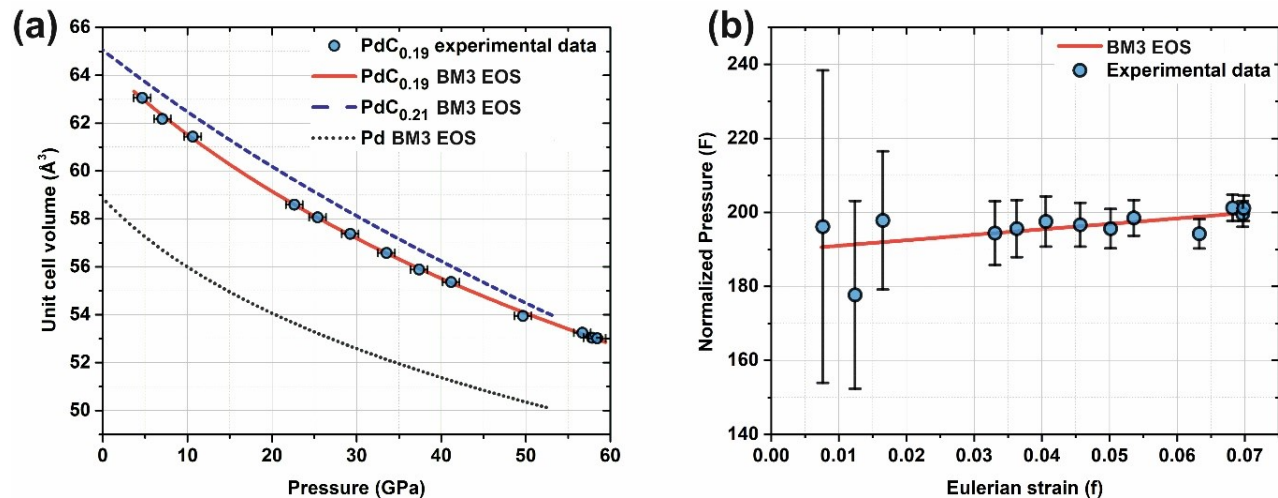 (a)
66
64
62
60
58
56
54
52
50
Unit cell volume (Å³)
0
10
20
30
40
50
60
Pressure (GPa)
PdC₀.₁₉ experimental data
PdC₀.₁₉ BM3 EOS
PdC₀.₂₁ BM3 EOS
Pd BM3 EOS
(b)
240
220
200
180
160
140
Normalized Pressure (F)
0.00
0.01
0.02
0.03
0.04
0.05
0.06
0.07
Eulerian strain (f)
BM3 EOS
Experimental data